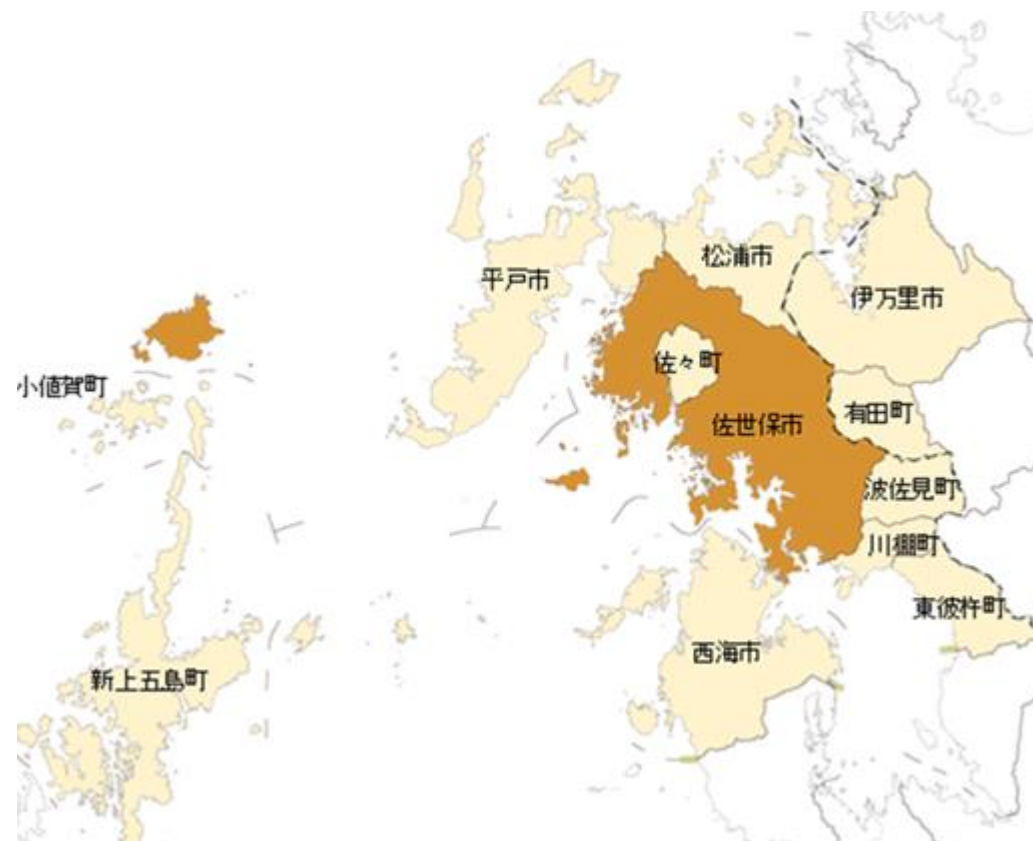 松浦市
平戸市
伊万里市
佐々町
小値賀町
有田町
佐世保市
波佐見町
川棚町
東彼杵町
西海市
新上五島町